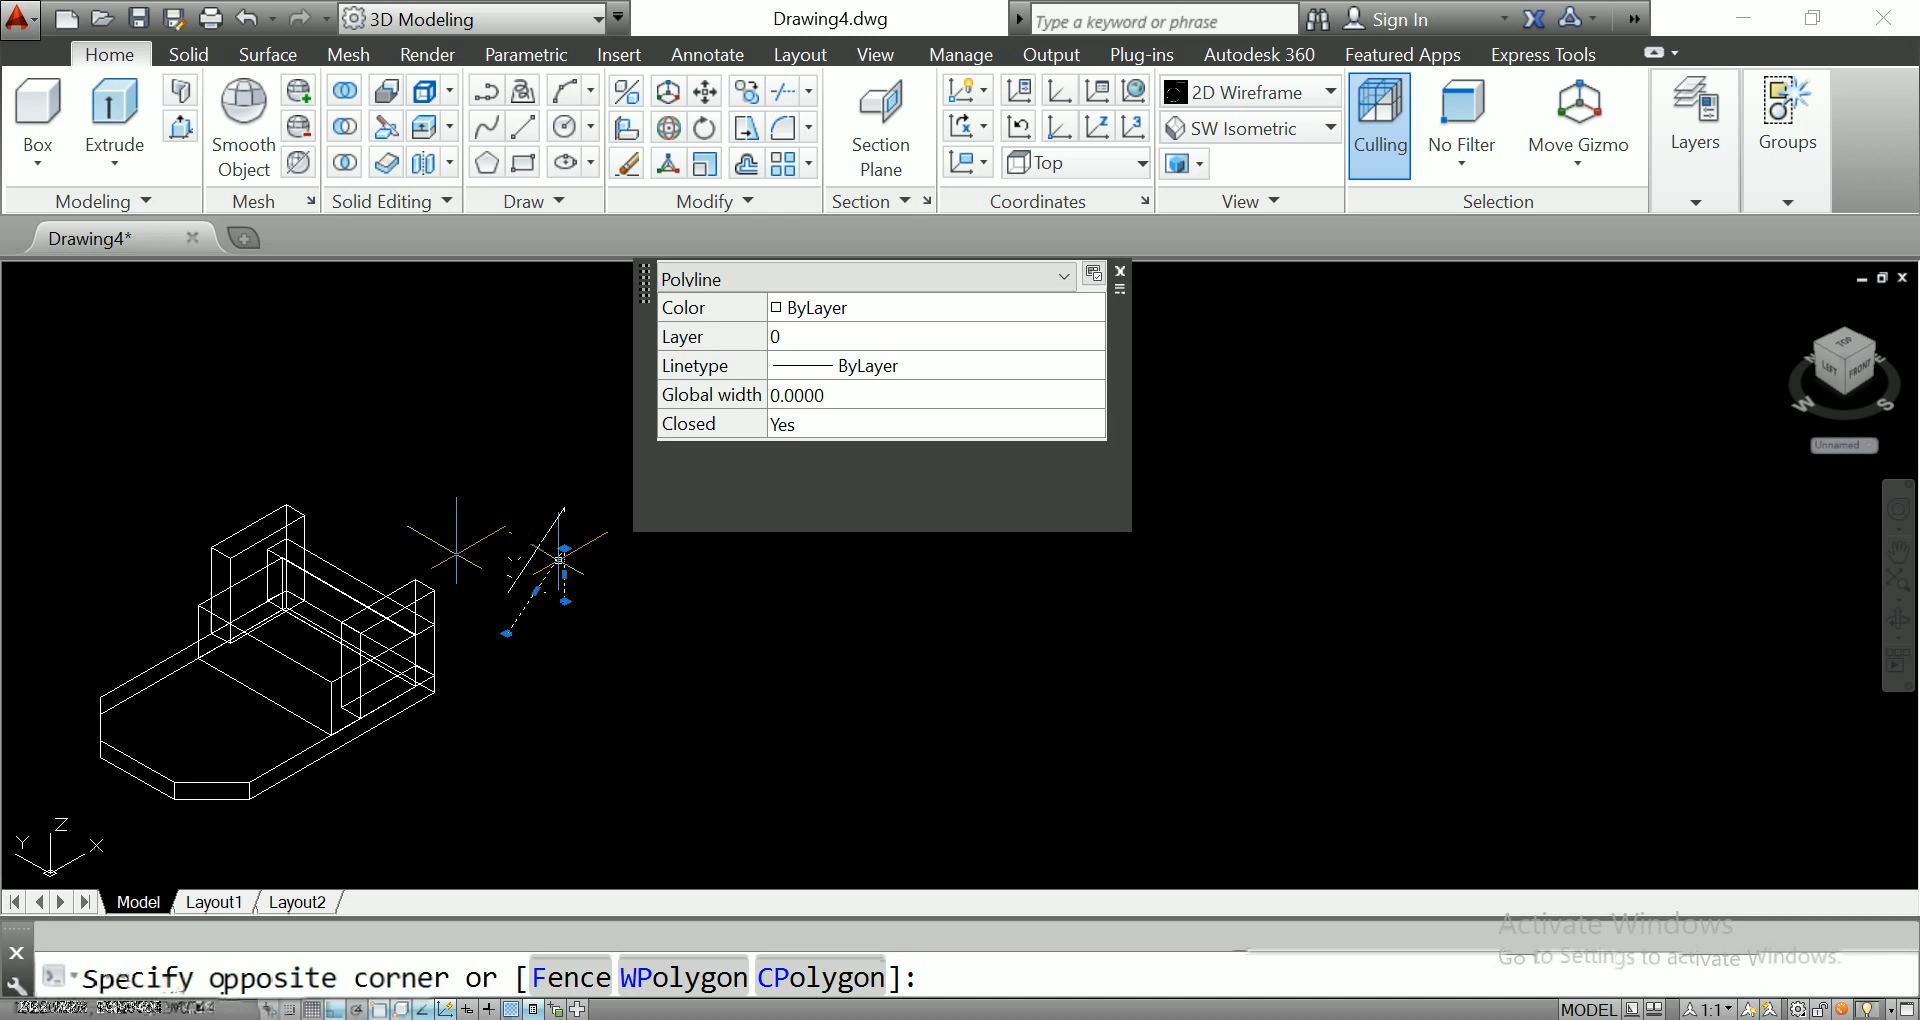 3D Modeling
Drawing4.dwg
Type a keyword or phrase
Sign In
Home Solid Surface Mesh Render Parametric Insert Annotate Layout View Manage Output Plug-ins Autodesk 360 Featured Apps Express Tools
Box
Extrude
Smooth
Object
Section
Plane
Top
2D Wireframe
SW Isometric
Culling
No Filter
Move Gizmo
Layers
Groups
Modeling
Mesh
Solid Editing
Draw
Modify
Section
Coordinates
View
Selection
Drawing4*
Polyline
Color ByLayer
Layer 0
Linetype ByLayer
Global width 0.0000
Closed Yes
TOP
LEFT FRONT
W S
Unnamed
Z
Y X
Model Layout1 Layout2
Activate Windows
Go to Settings to activate Windows.
Specify opposite corner or [Fence WPolygon CPolygon]:
MODEL 1:1